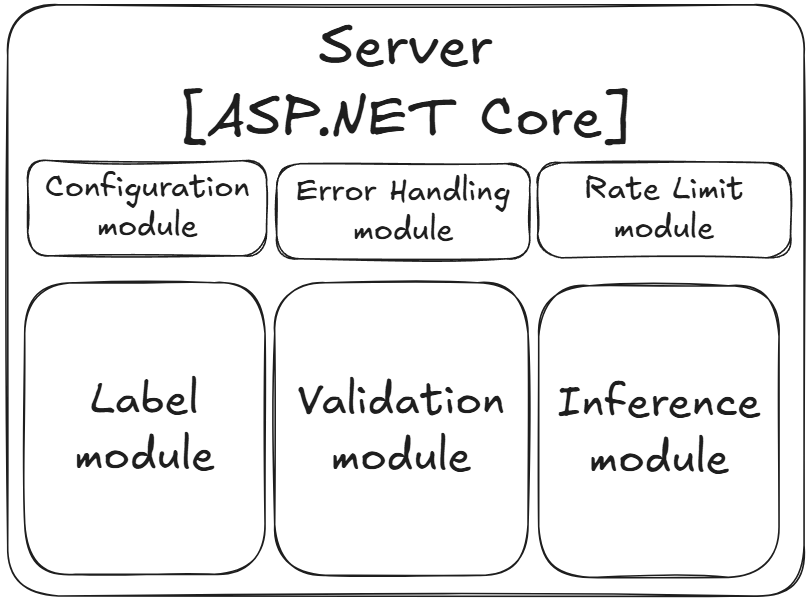 Server
[ASP.NET Core]
Configuration
module
Error Handling
module
Rate Limit
module
Label
module
Validation
module
Inference
module